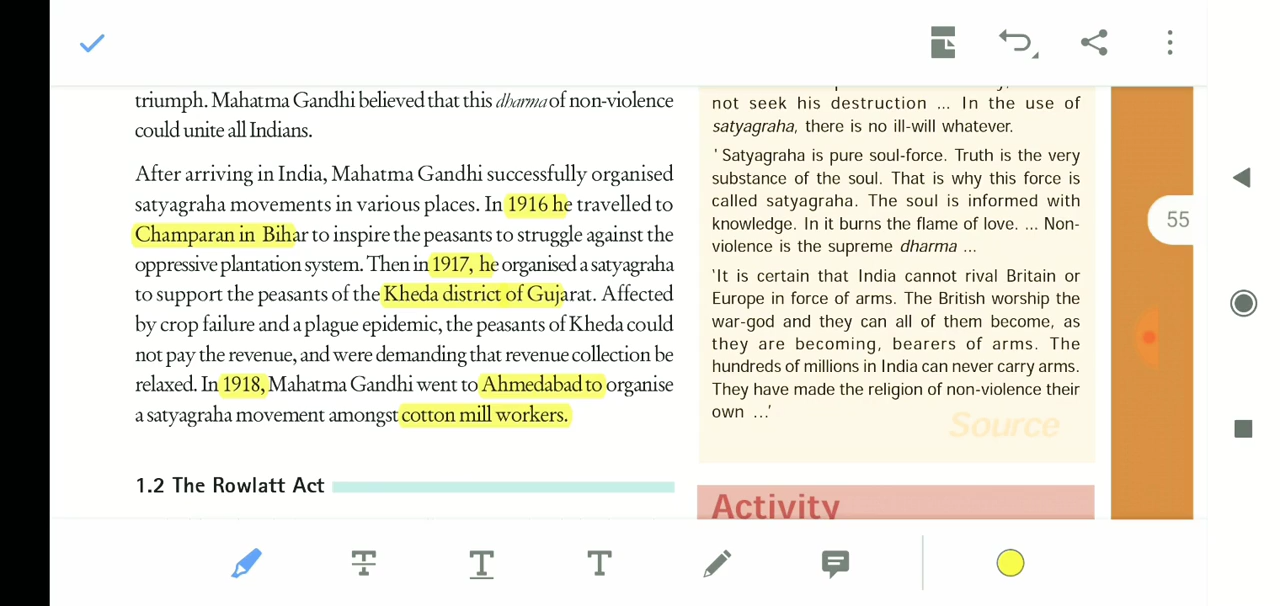 triumph. Mahatma Gandhi believed that this dharma of non-violence
could unite all Indians.
After arriving in India, Mahatma Gandhi successfully organised
satyagraha movements in various places. In 1916 he travelled to
Champaran in Bihar to inspire the peasants to struggle against the
oppressive plantation system. Then in 1917, he organised a satyagraha
to support the peasants of the Kheda district of Gujarat. Affected
by crop failure and a plague epidemic, the peasants of Kheda could
not pay the revenue, and were demanding that revenue collection be
relaxed. In 1918, Mahatma Gandhi went to Ahmedabad to organise
a satyagraha movement amongst cotton mill workers.
1.2 The Rowlatt Act
not seek his destruction ... In the use of
satyagraha, there is no ill-will whatever.
' Satyagraha is pure soul-force. Truth is the very
substance of the soul. That is why this force is
called satyagraha. The soul is informed with
knowledge. In it burns the flame of love. ... Non-
violence is the supreme dharma ...
'It is certain that India cannot rival Britain or
Europe in force of arms. The British worship the
war-god and they can all of them become, as
they are becoming, bearers of arms. The
hundreds of millions in India can never carry arms.
They have made the religion of non-violence their
own ...'
Source
Activity
55
T
T
T